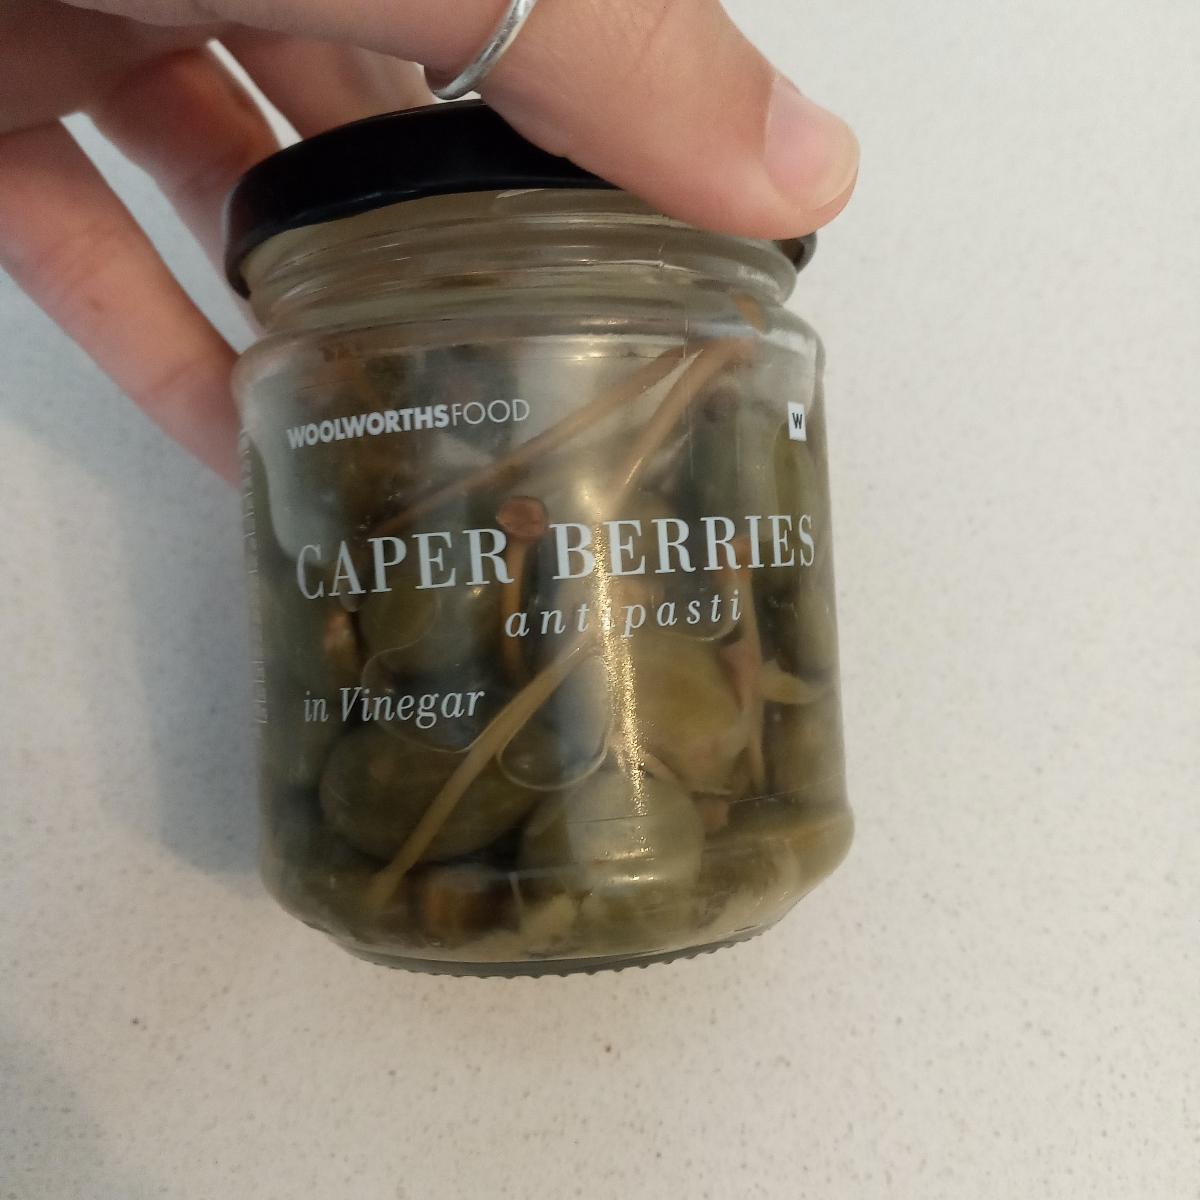 WOOLWORTHSFOOD
W
CAPER BERRIES
antipasti
in Vinegar